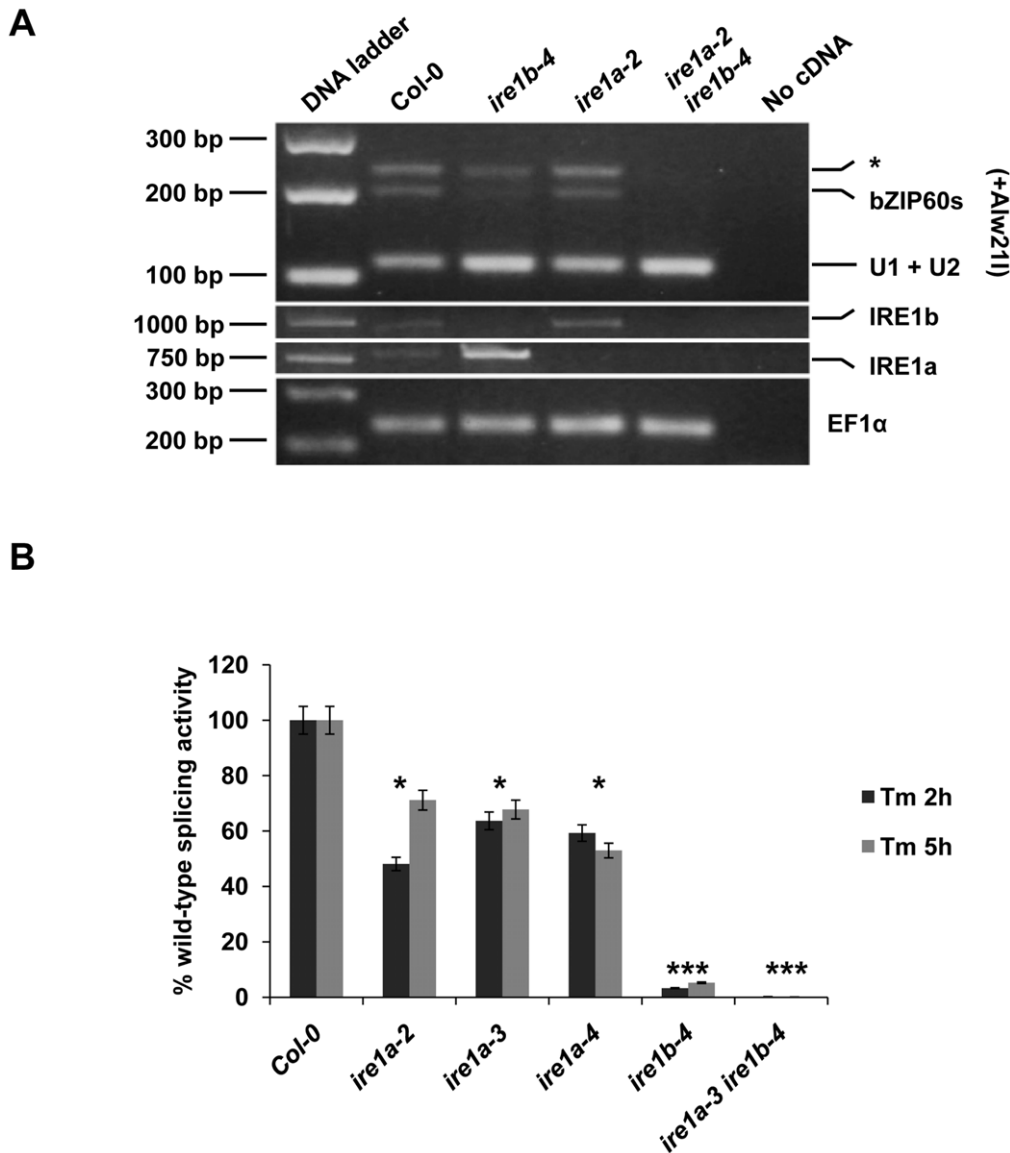 A
DNA ladder
Col-0
ire1b-4
ire1a-2
ire1a-2
ire1b-4
No cDNA
300 bp
200 bp
100 bp
*
bZIP60s
U1 + U2
(+Alw21I)
1000 bp
IRE1b
750 bp
IRE1a
300 bp
200 bp
EF1α
B
% wild-type splicing activity
120
100
80
60
40
20
0
*
*
*
***
***
Tm 2h
Tm 5h
Col-0
ire1a-2
ire1a-3
ire1a-4
ire1b-4
ire1a-3 ire1b-4